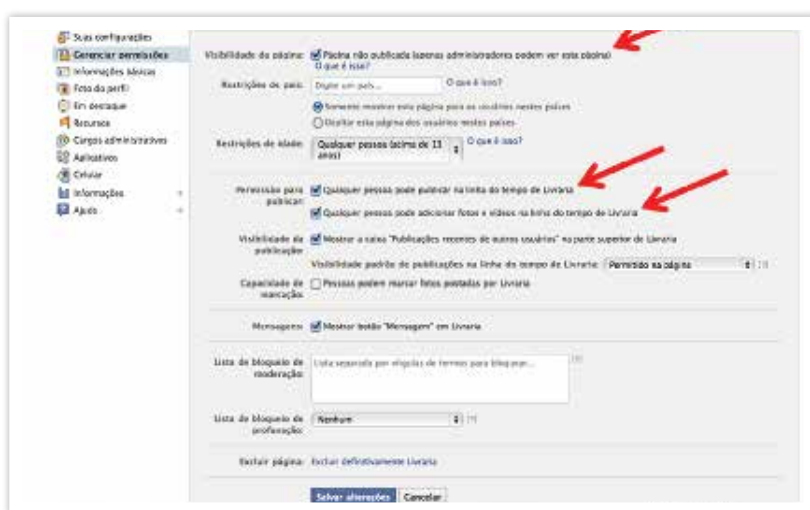 Suas configurações
Gerenciar permissões
Informações básicas
Foto do perfil
Em destaque
Recursos
Cargos administrativos
Aplicativos
Celular
Informações
Ajuda
Visibilidade da página: Página não publicada (apenas administradores podem ver esta página)
O que é isso?
Restrições de país: Digite um país... O que é isso?
Somente mostrar esta página para os usuários nestes países
Ocultar esta página dos usuários nestes países
Restrições de idade: Qualquer pessoa (acima de 13 O que é isso?
anos)
Permissão para Qualquer pessoa pode publicar na linha do tempo de Livraria
publicar:
Qualquer pessoa pode adicionar fotos e vídeos na linha do tempo de Livraria
Visibilidade da Mostrar a caixa "Publicações recentes de outros usuários" na parte superior de Livraria
publicação:
Visibilidade padrão de publicações na linha do tempo de Livraria: Permitido na página [?]
Capacidade de Pessoas podem marcar fotos postadas por Livraria
marcação:
Mensagens: Mostrar botão "Mensagem" em Livraria
Lista de bloqueio de Lista separada por vírgulas de termos para bloquear... [?]
moderação:
Lista de bloqueio de Nenhum [?]
profanação:
Excluir página: Excluir definitivamente Livraria
Salvar alterações Cancelar